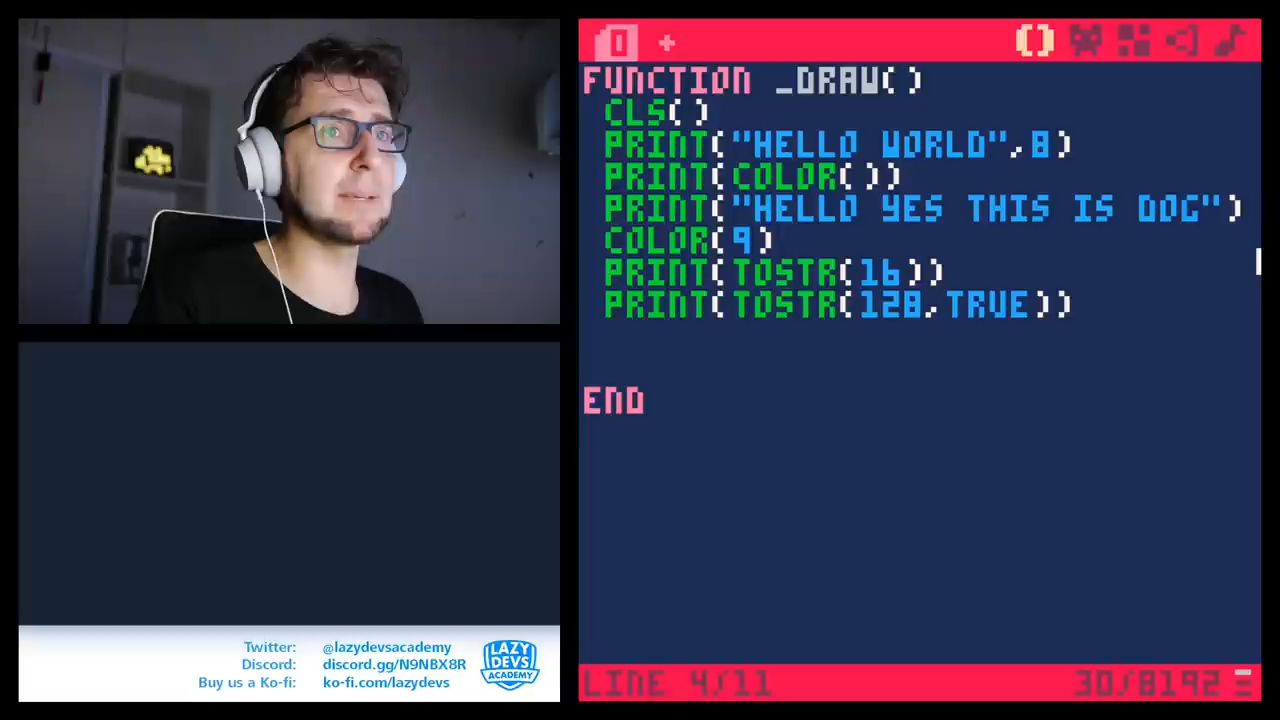 FUNCTION _DRAW()
CLS()
PRINT("HELLO WORLD",8)
PRINT(COLOR())
PRINT("HELLO YES THIS IS DOG")
COLOR(9)
PRINT(TOSTR(16))
PRINT(TOSTR(128,TRUE))
END
LINE 4/11 30/8192
Twitter: @lazydevsacademy
Discord: discord.gg/N9NBX8R
Buy us a Ko-fi: ko-fi.com/lazydevs
LAZY
DEVS
ACADEMY